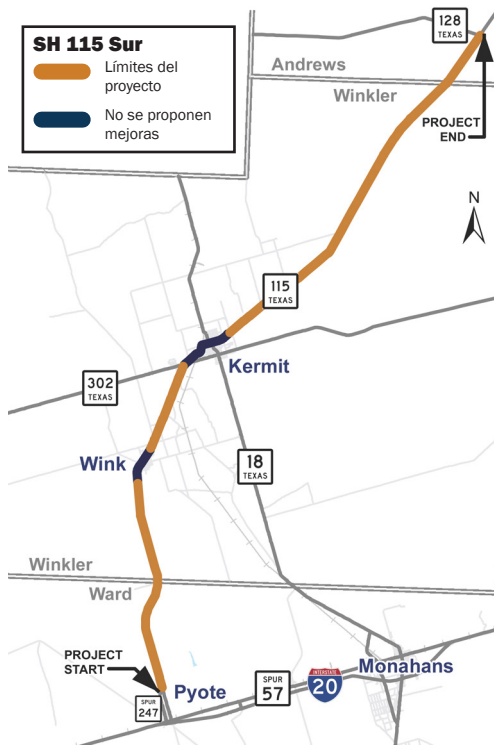 SH 115 Sur
Límites del
proyecto
No se proponen
mejoras
128
TEXAS
Andrews
Winkler
PROJECT
END
N
115
TEXAS
Kermit
302
TEXAS
Wink
18
TEXAS
Winkler
Ward
PROJECT
START
Pyote
SPUR
247
SPUR
57
INTERSTATE
20
Monahans